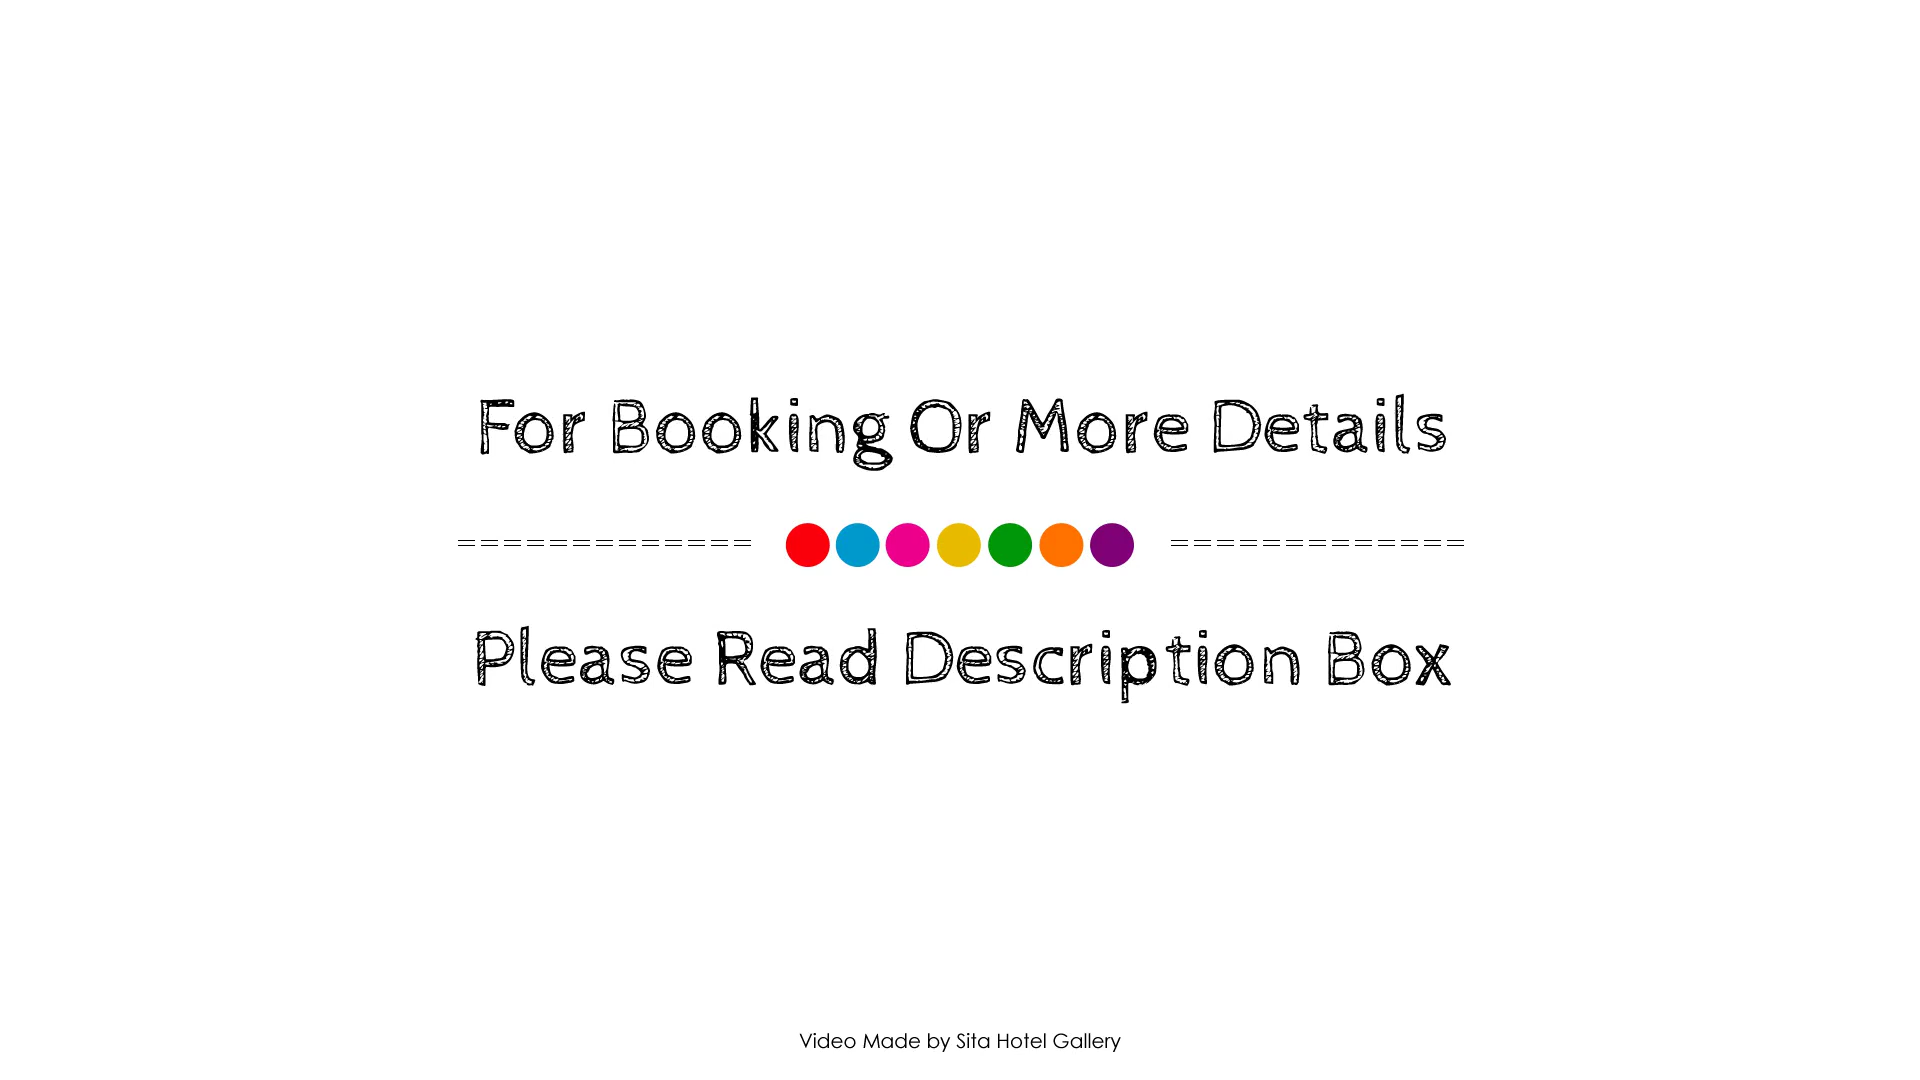 For Booking Or More Details
============= =============
Please Read Description Box
Video Made by Sita Hotel Gallery